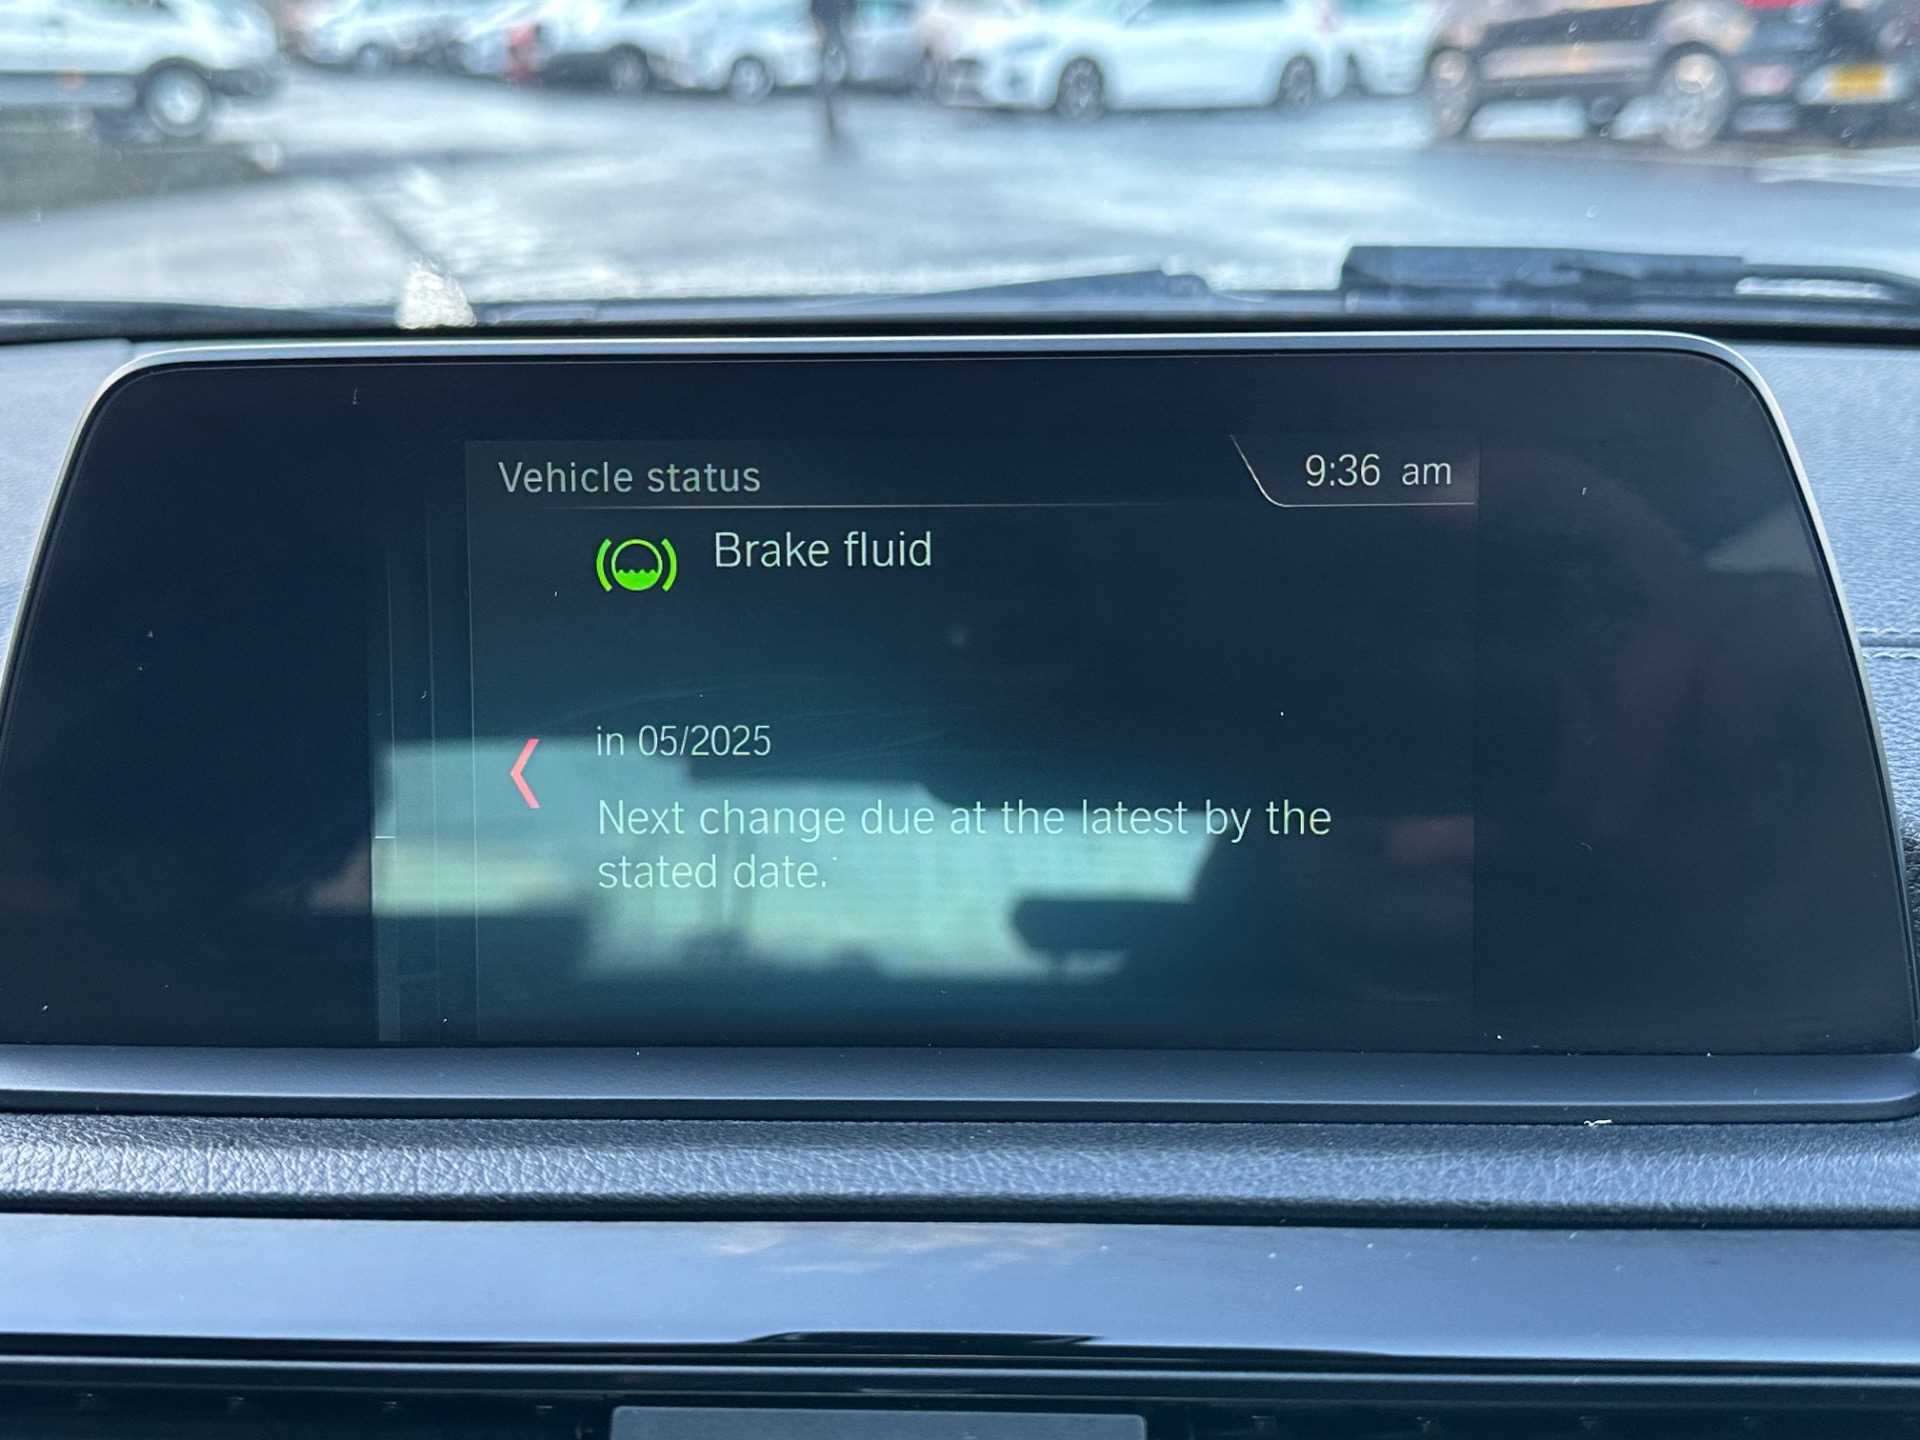 Vehicle status
9:36 am
Brake fluid
in 05/2025
Next change due at the latest by the
stated date.